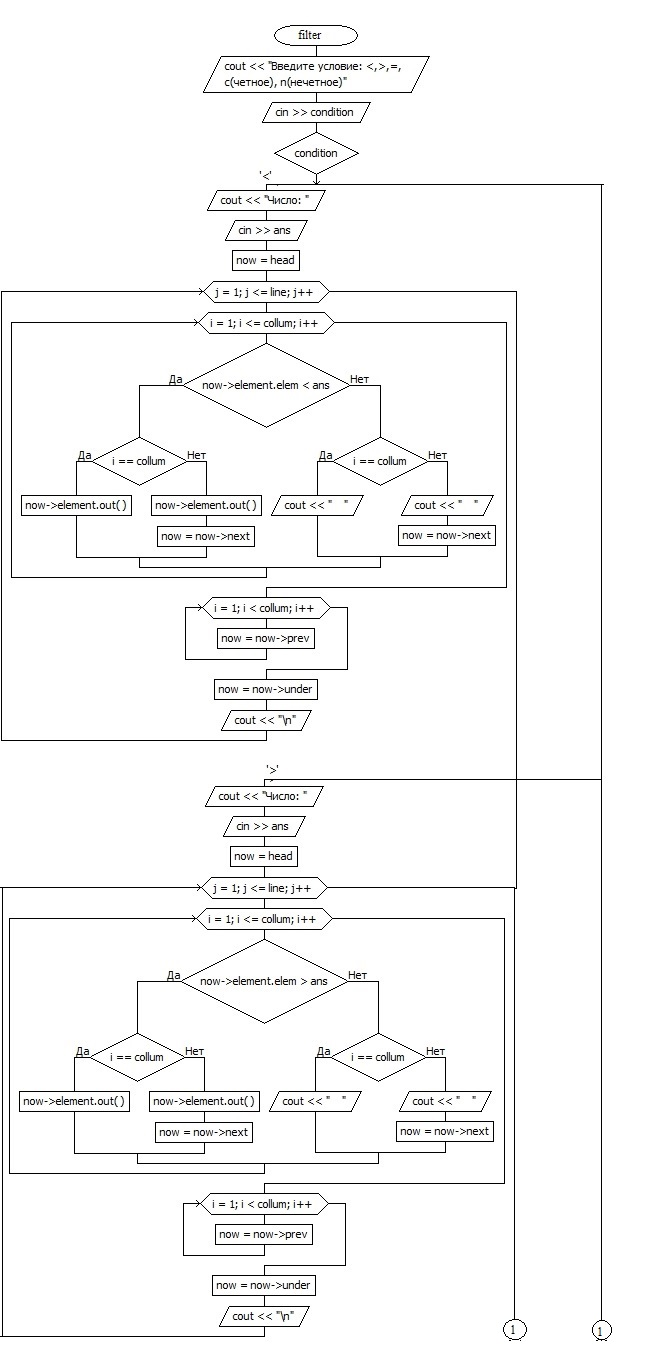 filter
cout << "Введите условие: <,>,=,
c(четное), n(нечетное)"
cin >> condition
condition
'<'
cout << "Число: "
cin >> ans
now = head
j = 1; j <= line; j++
i = 1; i <= collum; i++
Да
now->element.elem < ans
Нет
Да
i == collum
Нет
Да
i == collum
Нет
now->element.out()
now->element.out()
cout << "    "
cout << "    "
now = now->next
now = now->next
i = 1; i < collum; i++
now = now->prev
now = now->under
cout << "\n"
'>'
cout << "Число: "
cin >> ans
now = head
j = 1; j <= line; j++
i = 1; i <= collum; i++
Да
now->element.elem > ans
Нет
Да
i == collum
Нет
Да
i == collum
Нет
now->element.out()
now->element.out()
cout << "    "
cout << "    "
now = now->next
now = now->next
i = 1; i < collum; i++
now = now->prev
now = now->under
cout << "\n"
1
1